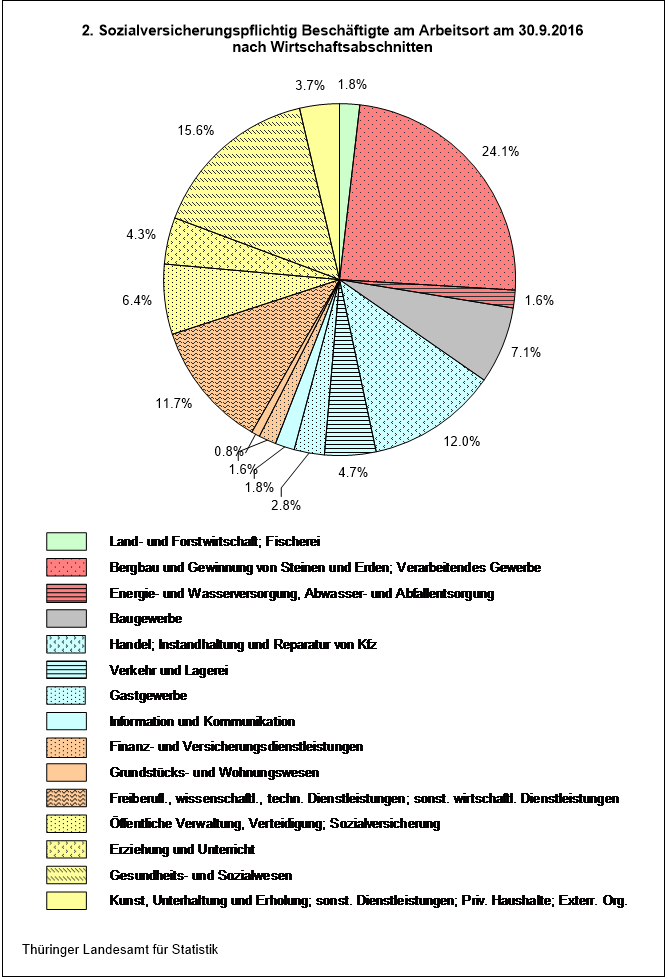 2. Sozialversicherungspflichtig Beschäftigte am Arbeitsort am 30.9.2016
nach Wirtschaftsabschnitten
3.7%
1.8%
15.6%
24.1%
4.3%
6.4%
1.6%
7.1%
11.7%
12.0%
0.8%
1.6%
4.7%
1.8%
2.8%
Land- und Forstwirtschaft; Fischerei
Bergbau und Gewinnung von Steinen und Erden; Verarbeitendes Gewerbe
Energie- und Wasserversorgung, Abwasser- und Abfallentsorgung
Baugewerbe
Handel; Instandhaltung und Reparatur von Kfz
Verkehr und Lagerei
Gastgewerbe
Information und Kommunikation
Finanz- und Versicherungsdienstleistungen
Grundstücks- und Wohnungswesen
Freiberufl., wissenschaftl., techn. Dienstleistungen; sonst. wirtschaftl. Dienstleistungen
Öffentliche Verwaltung, Verteidigung; Sozialversicherung
Erziehung und Unterricht
Gesundheits- und Sozialwesen
Kunst, Unterhaltung und Erholung; sonst. Dienstleistungen; Priv. Haushalte; Exterr. Org.
Thüringer Landesamt für Statistik